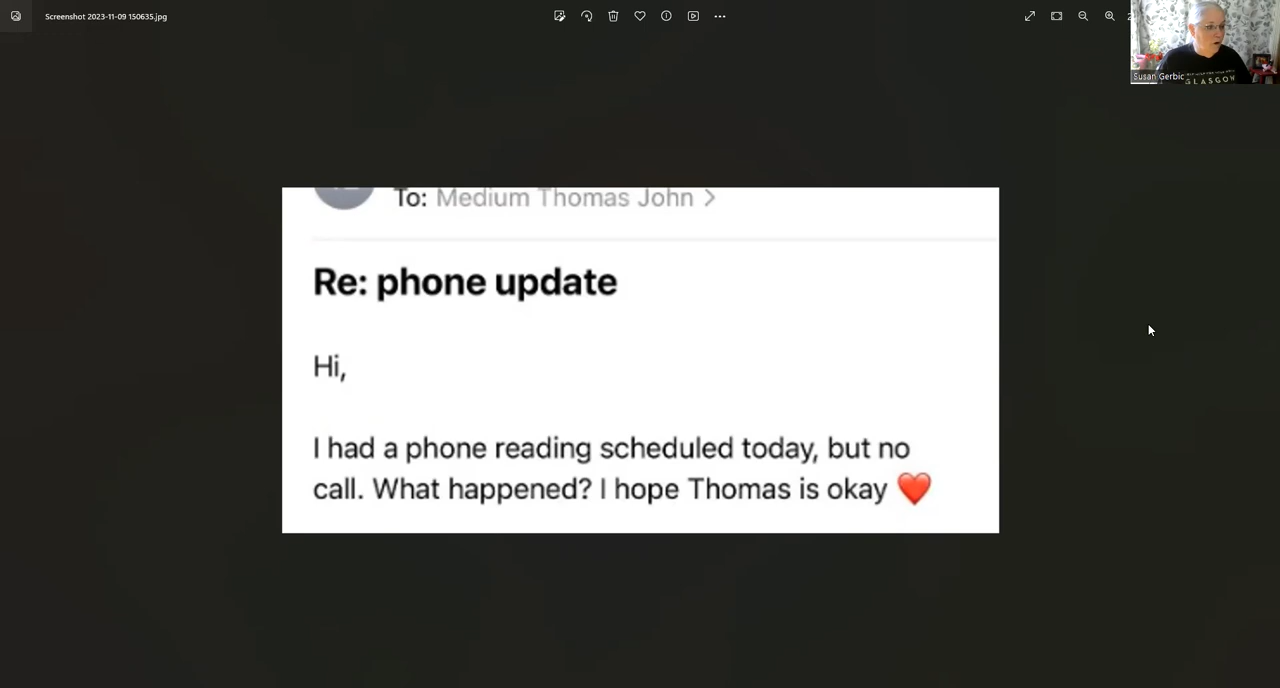 Screenshot 2023-11-09 150635.jpg
Susan Gerbic
GLASGOW
To: Medium Thomas John >
Re: phone update
Hi,
I had a phone reading scheduled today, but no
call. What happened? I hope Thomas is okay ❤️